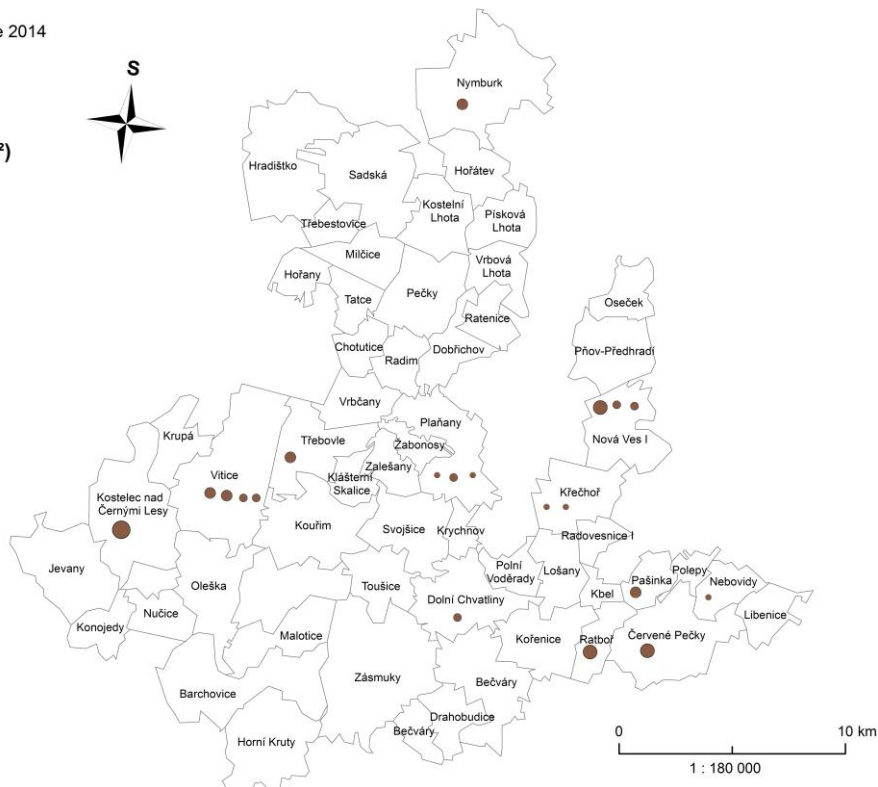 e 2014
S
²)
Nymburk
Hradištko
Sadská
Hořátev
Kostelní
Lhota
Písková
Lhota
Třebestovice
Milčice
Vrbová
Lhota
Hořany
Tatce
Pečky
Oseček
Ratenice
Chotutice
Radim
Dobřichov
Pňov-Předhradí
Vrbčany
Plaňany
Krupá
Třebovle
Žabonosy
Nová Ves I
Vitice
Klášterní
Skalice
Zalešany
Kostelec nad
Černými Lesy
Křečhoř
Kouřim
Svojšice
Krychnov
Radovesnice I
Jevany
Oleška
Toušice
Polní
Voděrady
Lošany
Kbel
Pašinka
Polepy
Nebovidy
Dolní Chvatliny
Konojedy
Nučice
Malotice
Kořenice
Ratboř
Červené Pečky
Libenice
Barchovice
Zásmuky
Bečváry
Horní Kruty
Bečváry
Drahobudice
0 10 km
1 : 180 000